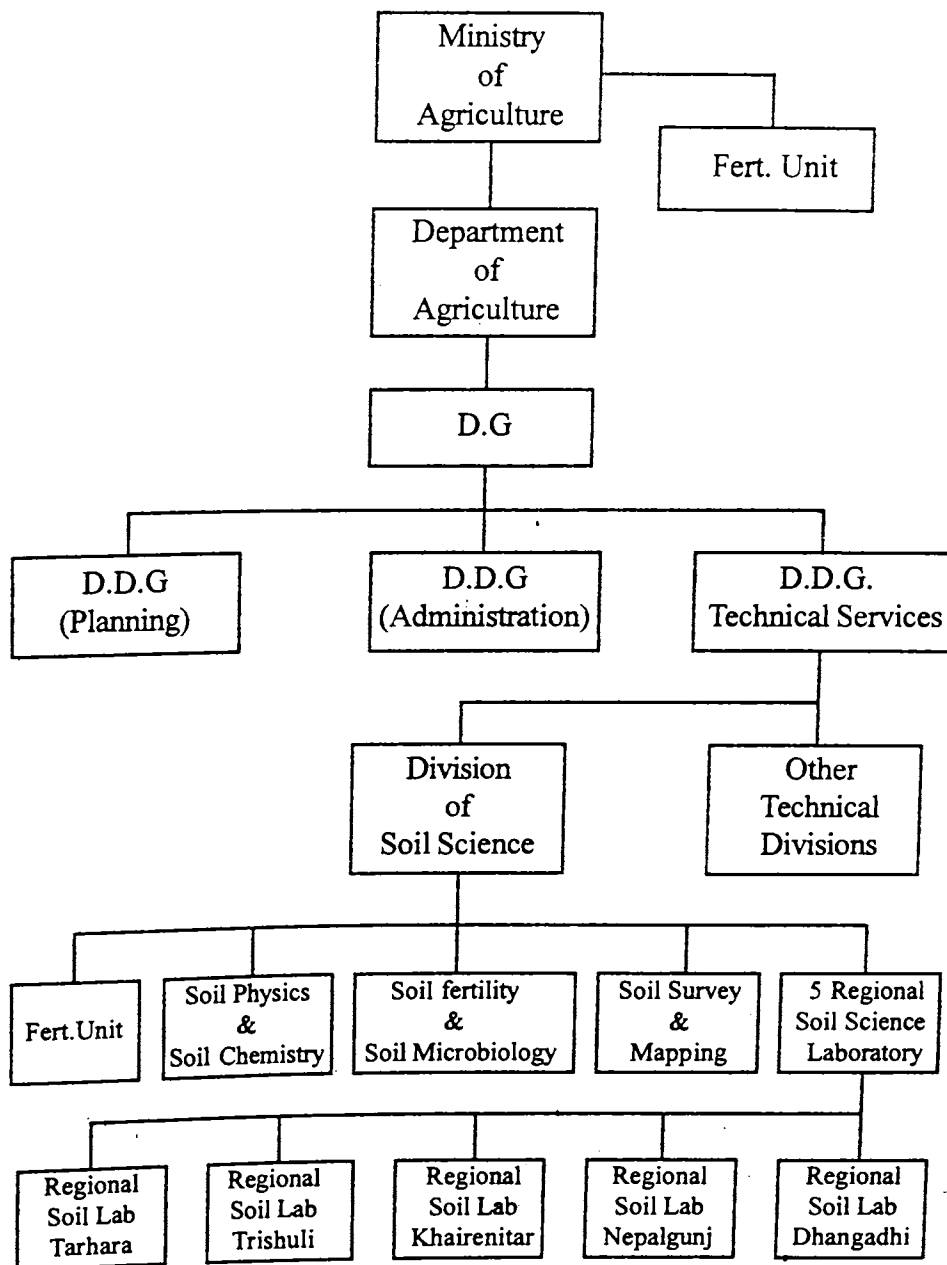 Ministry
of
Agriculture
Fert. Unit
Department
of
Agriculture
D.G
D.D.G
(Planning)
D.D.G
(Administration)
D.D.G.
Technical Services
Division
of
Soil Science
Other
Technical
Divisions
Fert.Unit
Soil Physics
&
Soil Chemistry
Soil fertility
&
Soil Microbiology
Soil Survey
&
Mapping
5 Regional
Soil Science
Laboratory
Regional
Soil Lab
Tarhara
Regional
Soil Lab
Trishuli
Regional
Soil Lab
Khairenitar
Regional
Soil Lab
Nepalgunj
Regional
Soil Lab
Dhangadhi